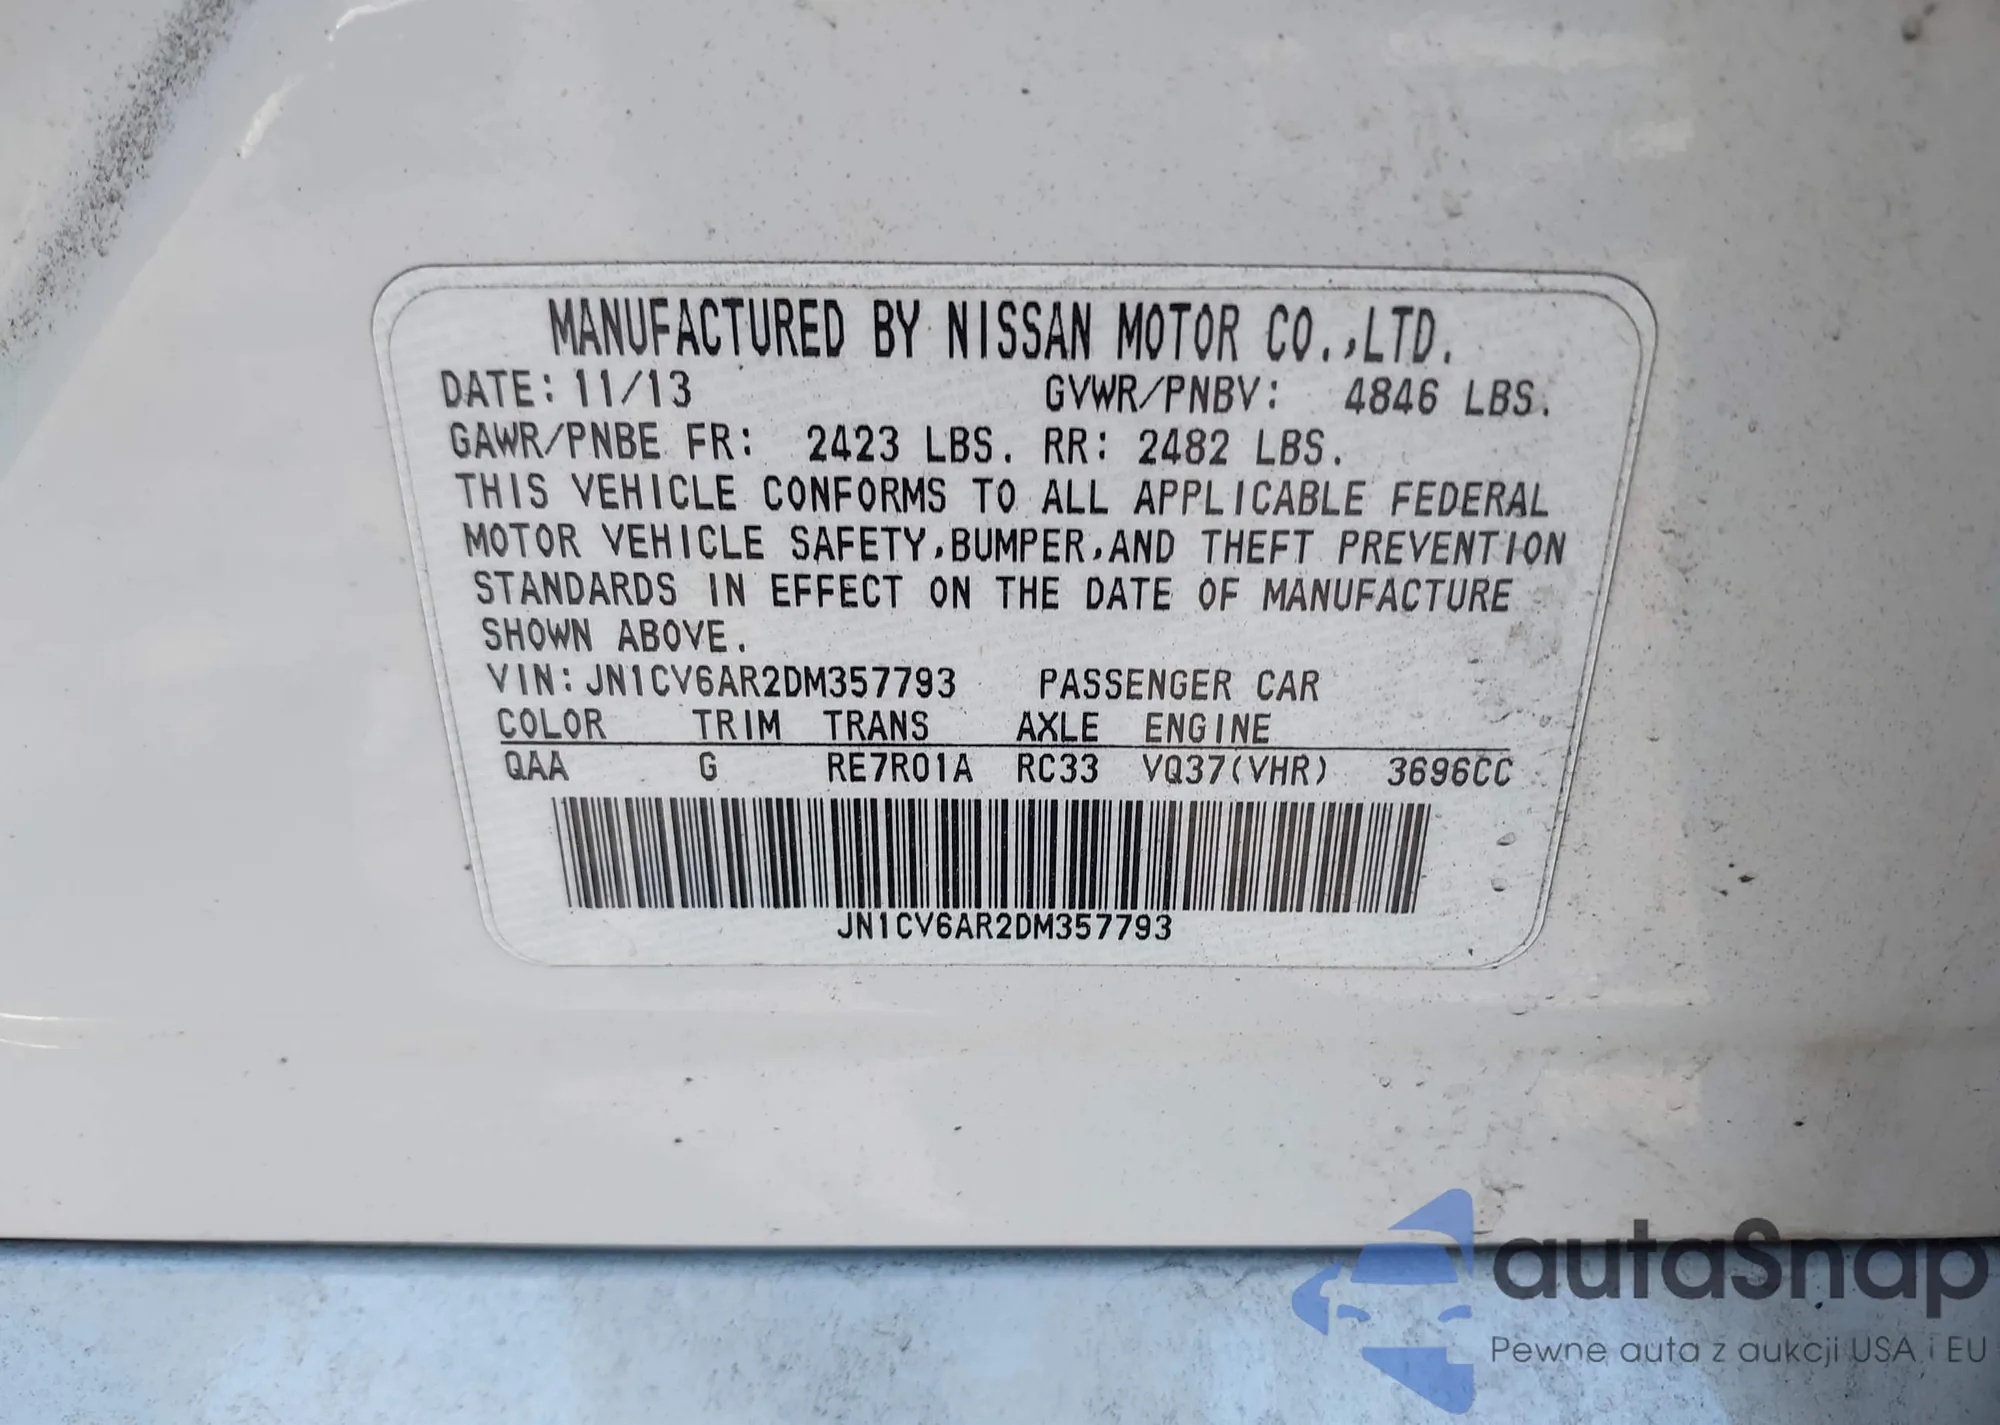 MANUFACTURED BY NISSAN MOTOR CO.,LTD.
DATE: 11/13 GVWR/PNBV: 4846 LBS.
GAWR/PNBE FR: 2423 LBS. RR: 2482 LBS.
THIS VEHICLE CONFORMS TO ALL APPLICABLE FEDERAL
MOTOR VEHICLE SAFETY,BUMPER,AND THEFT PREVENTION
STANDARDS IN EFFECT ON THE DATE OF MANUFACTURE
SHOWN ABOVE.
VIN: JN1CV6AR2DM357793 PASSENGER CAR
COLOR TRIM TRANS AXLE ENGINE
QAA G RE7R01A RC33 VQ37(VHR) 3696CC
JN1CV6AR2DM357793
autaSnap
Pewne auta z aukcji USA i EU